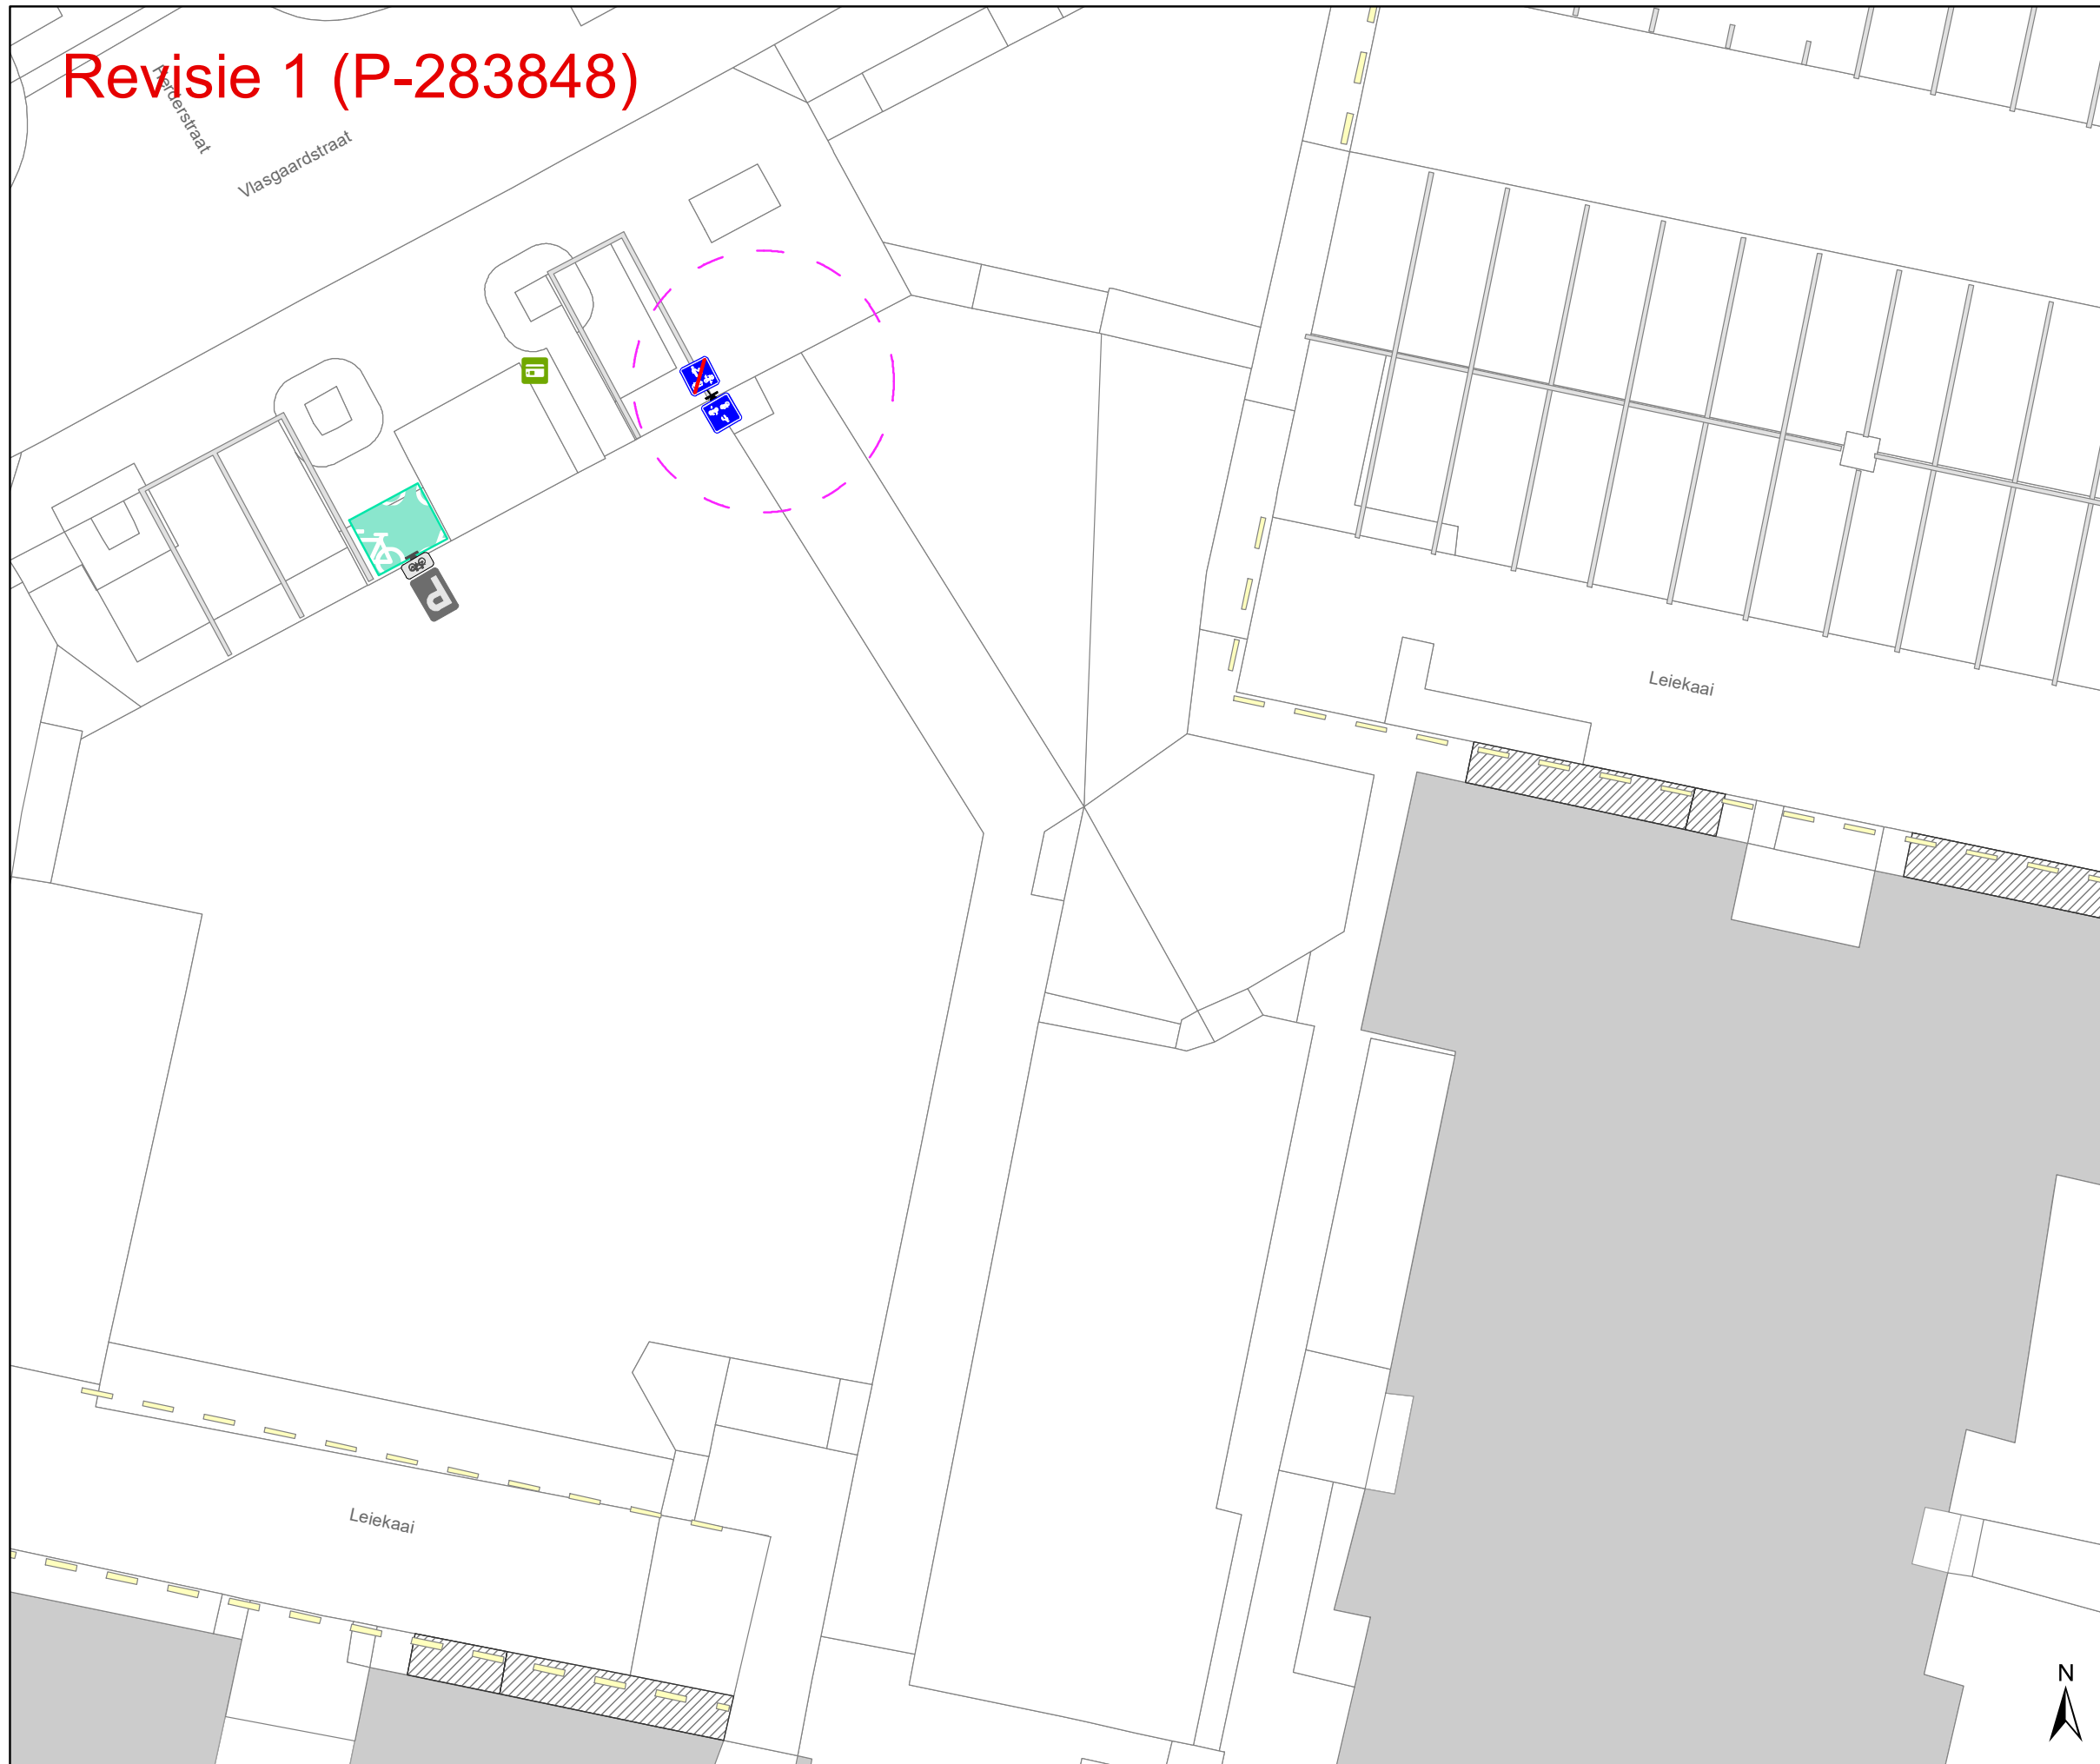 Revisie 1 (P-283848)
Vlasgaardstraat
P
Leiekaai
Leiekaai
N